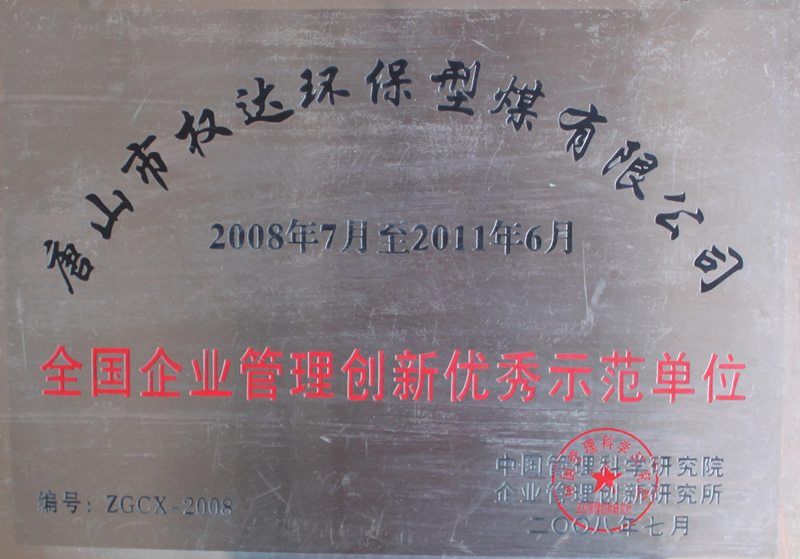 唐山市权达环保型煤有限公司
2008年7月至2011年6月
全国企业管理创新优秀示范单位
编号：ZGCX-2008
中国管理科学研究院
企业管理创新研究所
二〇〇八年七月